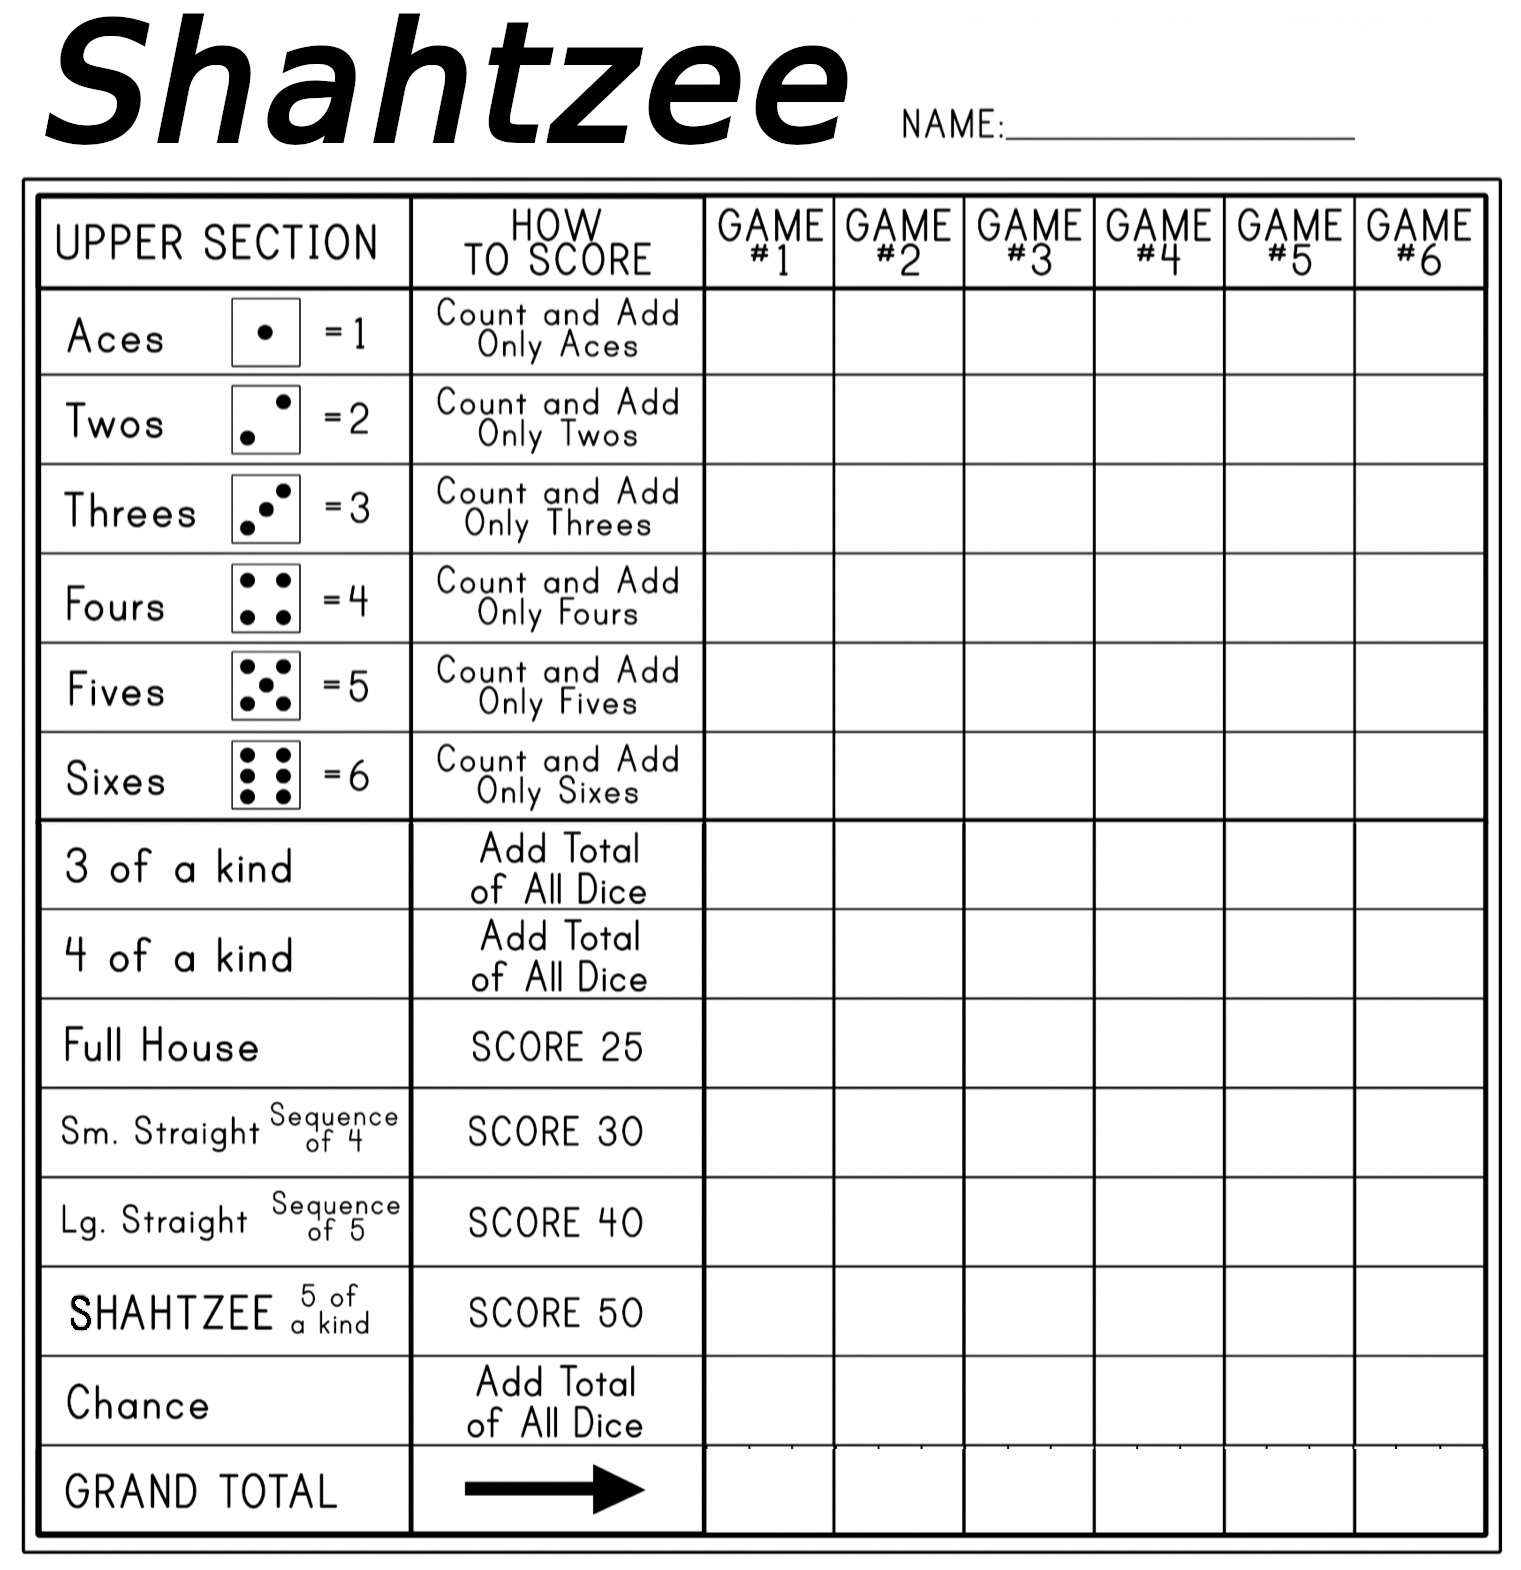 Shahtzee
NAME:
UPPER SECTION
HOW
TO SCORE
GAME
#1
GAME
#2
GAME
#3
GAME
#4
GAME
#5
GAME
#6
Aces = 1
Count and Add
Only Aces
Twos = 2
Count and Add
Only Twos
Threes = 3
Count and Add
Only Threes
Fours = 4
Count and Add
Only Fours
Fives = 5
Count and Add
Only Fives
Sixes = 6
Count and Add
Only Sixes
3 of a kind
Add Total
of All Dice
4 of a kind
Add Total
of All Dice
Full House
SCORE 25
Sm. Straight
Sequence
of 4
SCORE 30
Lg. Straight
Sequence
of 5
SCORE 40
SHAHTZEE
5 of
a kind
SCORE 50
Chance
Add Total
of All Dice
GRAND TOTAL